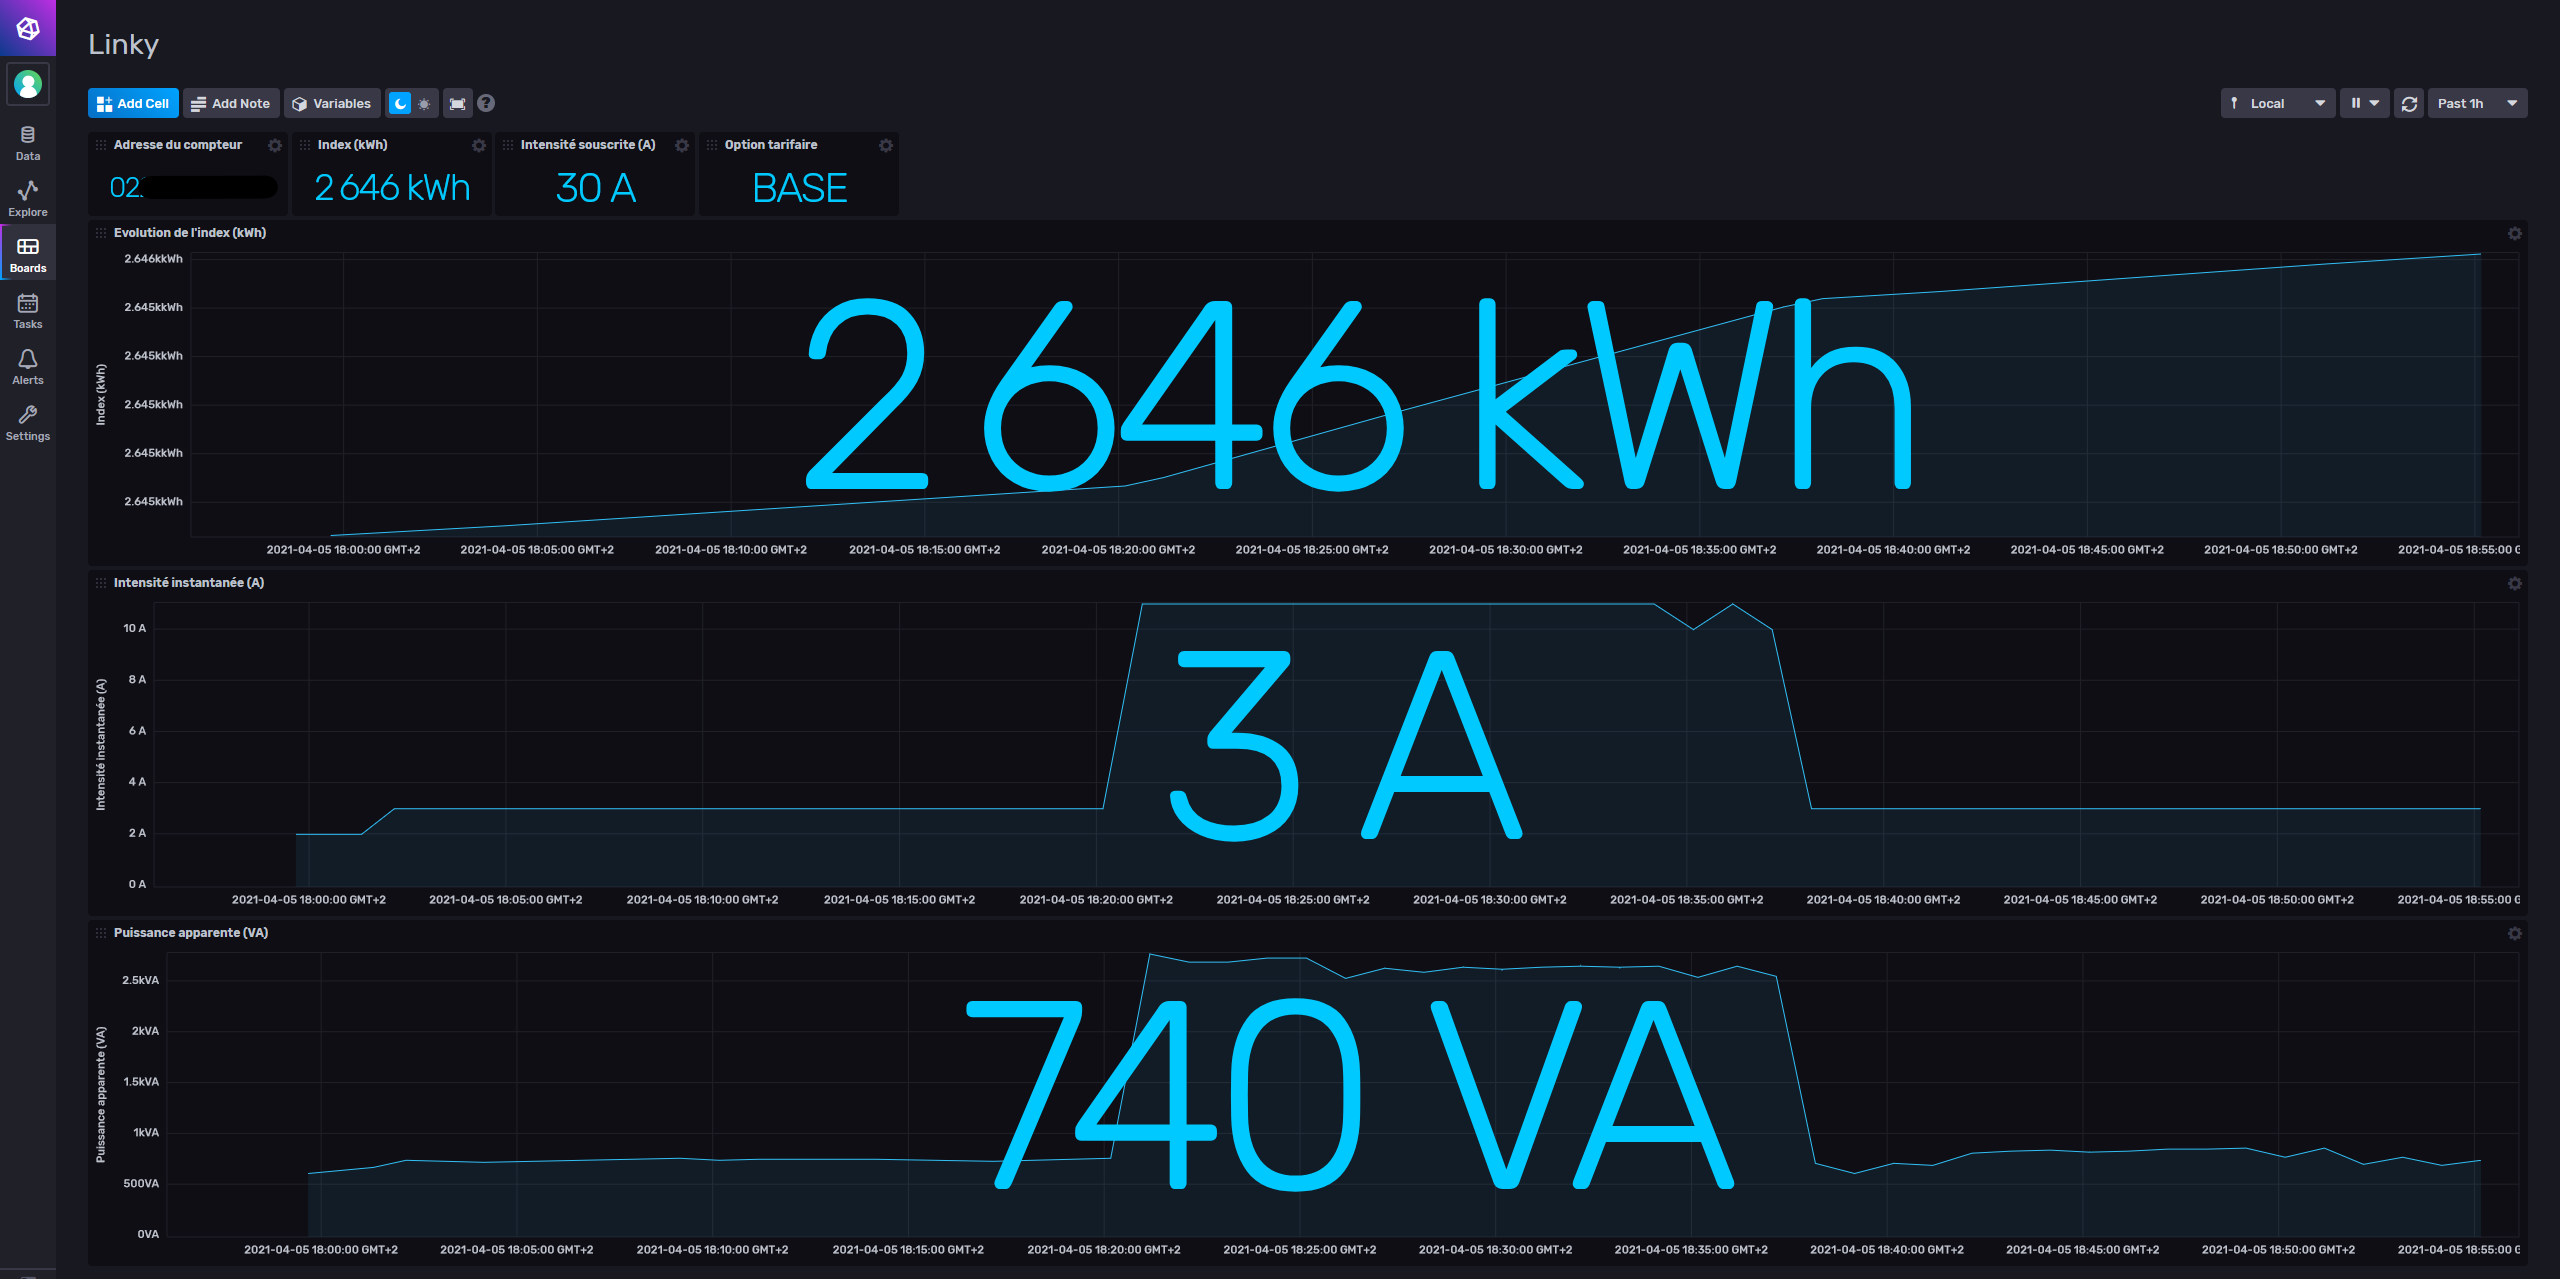 Linky
Add Cell
Add Note
Variables
?
Local
Past 1h
Data
Explore
Boards
Tasks
Alerts
Settings
Adresse du compteur
02
Index (kWh)
2 646 kWh
Intensité souscrite (A)
30 A
Option tarifaire
BASE
Evolution de l'index (kWh)
Index (kWh)
2.646kkWh
2.645kkWh
2.645kkWh
2.645kkWh
2.645kkWh
2.645kkWh
2 646 kWh
2021-04-05 18:00:00 GMT+2
2021-04-05 18:05:00 GMT+2
2021-04-05 18:10:00 GMT+2
2021-04-05 18:15:00 GMT+2
2021-04-05 18:20:00 GMT+2
2021-04-05 18:25:00 GMT+2
2021-04-05 18:30:00 GMT+2
2021-04-05 18:35:00 GMT+2
2021-04-05 18:40:00 GMT+2
2021-04-05 18:45:00 GMT+2
2021-04-05 18:50:00 GMT+2
2021-04-05 18:55:00 G
Intensité instantanée (A)
Intensité instantanée (A)
10 A
8 A
6 A
4 A
2 A
0 A
3 A
2021-04-05 18:00:00 GMT+2
2021-04-05 18:05:00 GMT+2
2021-04-05 18:10:00 GMT+2
2021-04-05 18:15:00 GMT+2
2021-04-05 18:20:00 GMT+2
2021-04-05 18:25:00 GMT+2
2021-04-05 18:30:00 GMT+2
2021-04-05 18:35:00 GMT+2
2021-04-05 18:40:00 GMT+2
2021-04-05 18:45:00 GMT+2
2021-04-05 18:50:00 GMT+2
2021-04-05 18:55:00 G
Puissance apparente (VA)
Puissance apparente (VA)
2.5kVA
2kVA
1.5kVA
1kVA
500VA
0VA
740 VA
2021-04-05 18:00:00 GMT+2
2021-04-05 18:05:00 GMT+2
2021-04-05 18:10:00 GMT+2
2021-04-05 18:15:00 GMT+2
2021-04-05 18:20:00 GMT+2
2021-04-05 18:25:00 GMT+2
2021-04-05 18:30:00 GMT+2
2021-04-05 18:35:00 GMT+2
2021-04-05 18:40:00 GMT+2
2021-04-05 18:45:00 GMT+2
2021-04-05 18:50:00 GMT+2
2021-04-05 18:55:00 G